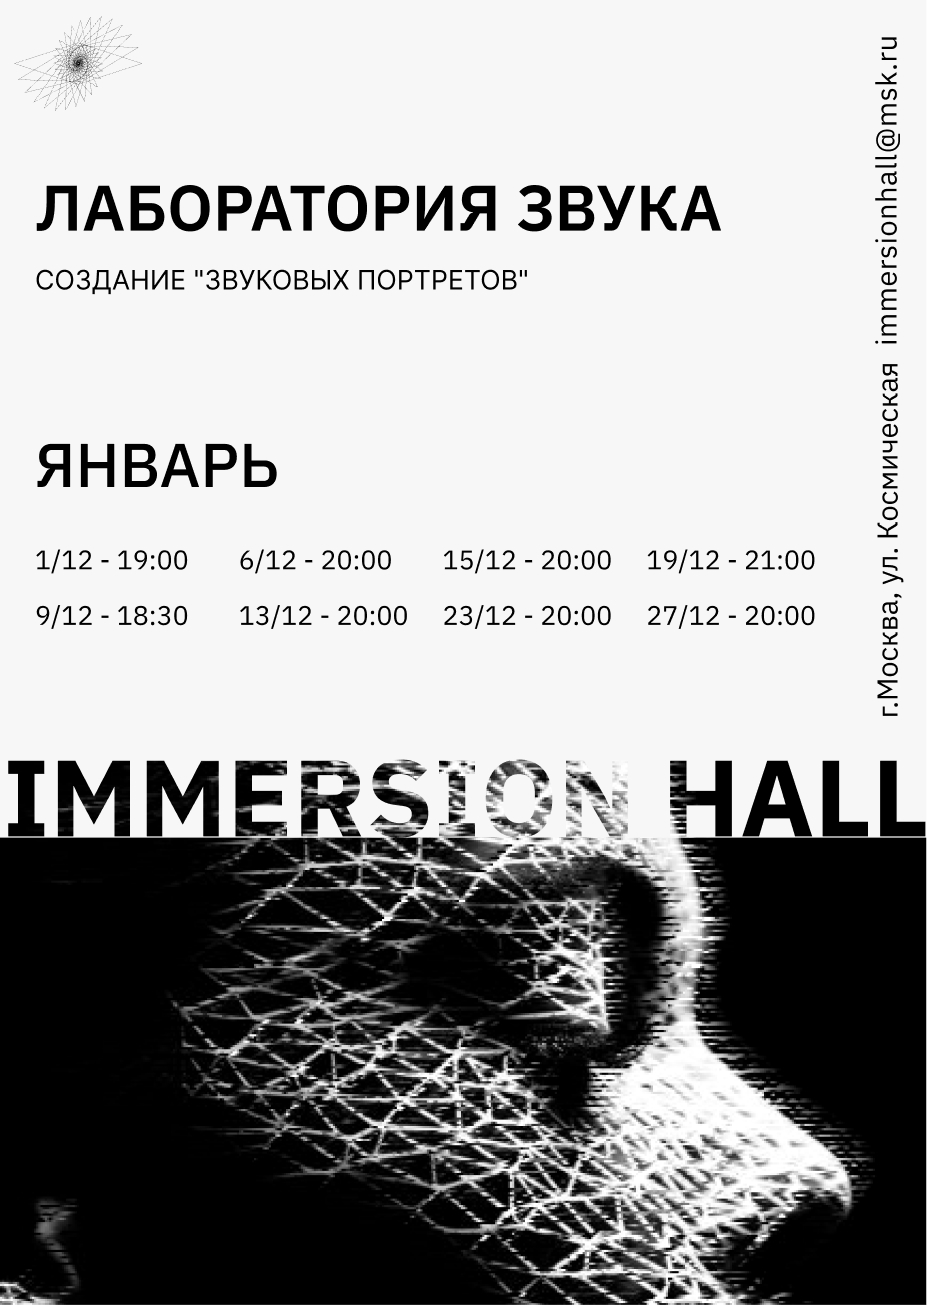 ЛАБОРАТОРИЯ ЗВУКА
СОЗДАНИЕ "ЗВУКОВЫХ ПОРТРЕТОВ"
ЯНВАРЬ
1/12 - 19:00 6/12 - 20:00 15/12 - 20:00 19/12 - 21:00
9/12 - 18:30 13/12 - 20:00 23/12 - 20:00 27/12 - 20:00
г.Москва, ул. Космическая immersionhall@msk.ru
IMMERSION HALL